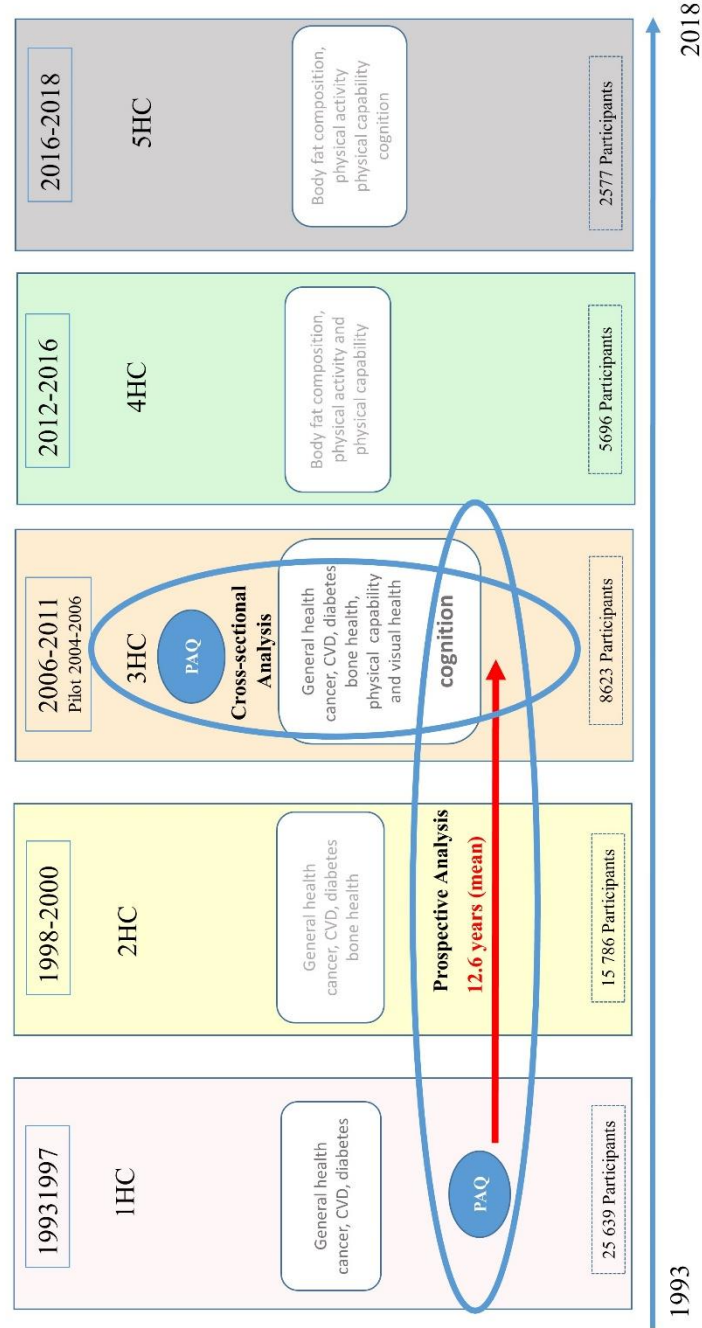 19931997
1HC
General health
cancer, CVD, diabetes
PAQ
25 639 Participants
1998-2000
2HC
General health
cancer, CVD, diabetes
bone health
Prospective Analysis
12.6 years (mean)
15 786 Participants
2006-2011
Pilot 2004-2006
3HC
PAQ
Cross-sectional
Analysis
General health
cancer, CVD, diabetes
bone health,
physical capability
and visual health
cognition
8623 Participants
2012-2016
4HC
Body fat composition,
physical activity and
physical capability
5696 Participants
2016-2018
5HC
Body fat composition,
physical activity
physical capability
cognition
2577 Participants
1993
2018